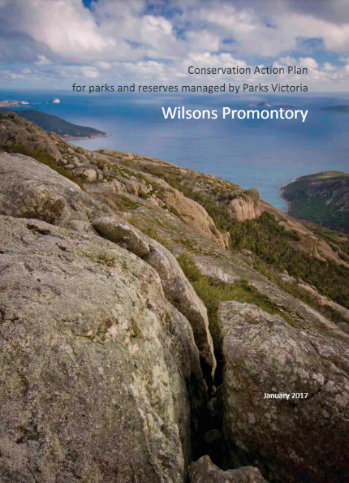 Conservation Action Plan
for parks and reserves managed by Parks Victoria
Wilsons Promontory
January 2017